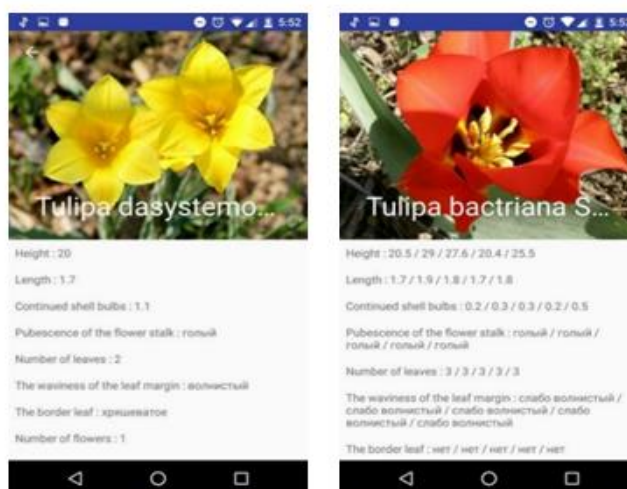 5:52
Tulipa dasystemo...
Height : 20
Length : 1.7
Continued shell bulbs : 1.1
Pubescence of the flower stalk : голый
Number of leaves : 2
The waviness of the leaf margin : волнистый
The border leaf : хрящеватое
Number of flowers : 1
5:52
Tulipa bactriana S...
Height : 20.5 / 29 / 27.6 / 20.4 / 25.5
Length : 1.7 / 1.9 / 1.8 / 1.7 / 1.8
Continued shell bulbs : 0.2 / 0.3 / 0.3 / 0.2 / 0.5
Pubescence of the flower stalk : голый / голый /
голый / голый / голый
Number of leaves : 3 / 3 / 3 / 3 / 3
The waviness of the leaf margin : слабо волнистый /
слабо волнистый / слабо волнистый / слабо
волнистый / слабо волнистый
The border leaf : нет / нет / нет / нет / нет